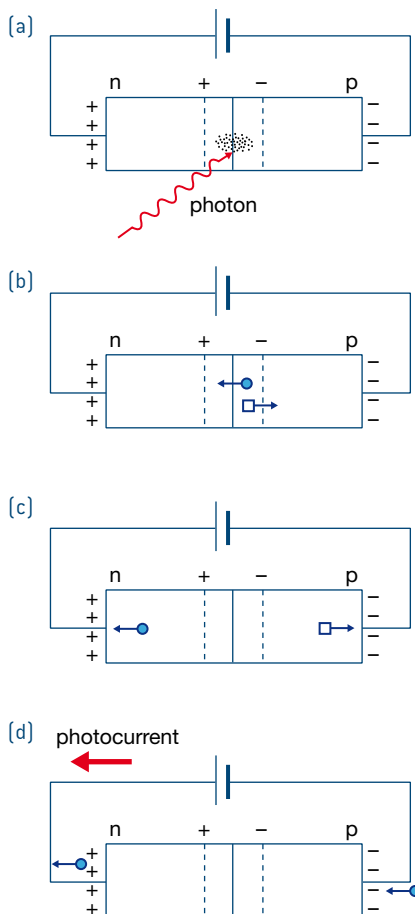 (a)
n + − p
+ −
+ −
+ −
+ −
photon
(b)
n + − p
+ −
+ −
+ −
+ −
(c)
n + − p
+ −
+ −
+ −
+ −
(d)
photocurrent
n + − p
+ −
+ −
+ −
+ −